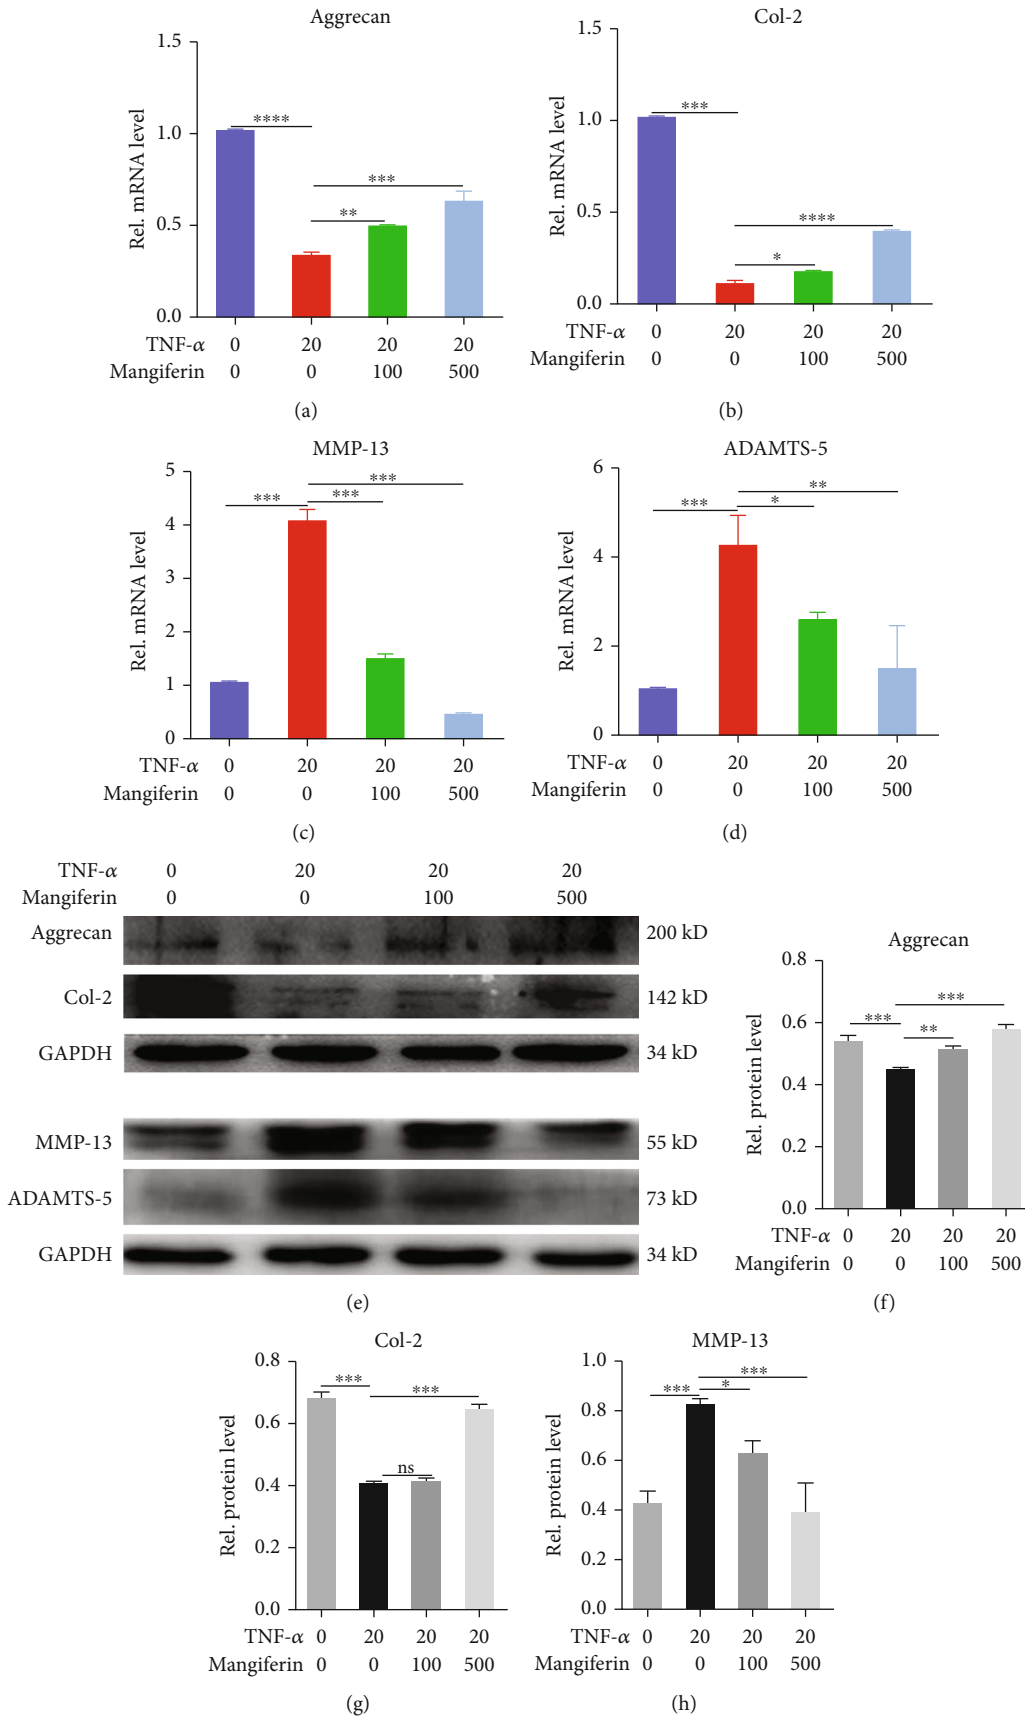 Aggrecan
Rel. mRNA level
1.5
1.0
0.5
0.0
****
**
***
TNF-α 0 20 20 20
Mangiferin 0 0 100 500
(a)
Col-2
Rel. mRNA level
1.5
1.0
0.5
0.0
***
*
****
TNF-α 0 20 20 20
Mangiferin 0 0 100 500
(b)
MMP-13
Rel. mRNA level
5
4
3
2
1
0
***
***
***
TNF-α 0 20 20 20
Mangiferin 0 0 100 500
(c)
ADAMTS-5
Rel. mRNA level
6
4
2
0
***
*
**
TNF-α 0 20 20 20
Mangiferin 0 0 100 500
(d)
TNF-α 0 20 20 20
Mangiferin 0 0 100 500
Aggrecan 200 kD
Col-2 142 kD
GAPDH 34 kD
MMP-13 55 kD
ADAMTS-5 73 kD
GAPDH 34 kD
(e)
Aggrecan
Rel. protein level
0.8
0.6
0.4
0.2
0.0
***
**
***
TNF-α 0 20 20 20
Mangiferin 0 0 100 500
(f)
Col-2
Rel. protein level
0.8
0.6
0.4
0.2
0.0
***
ns
***
TNF-α 0 20 20 20
Mangiferin 0 0 100 500
(g)
MMP-13
Rel. protein level
1.0
0.8
0.6
0.4
0.2
0.0
***
*
***
TNF-α 0 20 20 20
Mangiferin 0 0 100 500
(h)